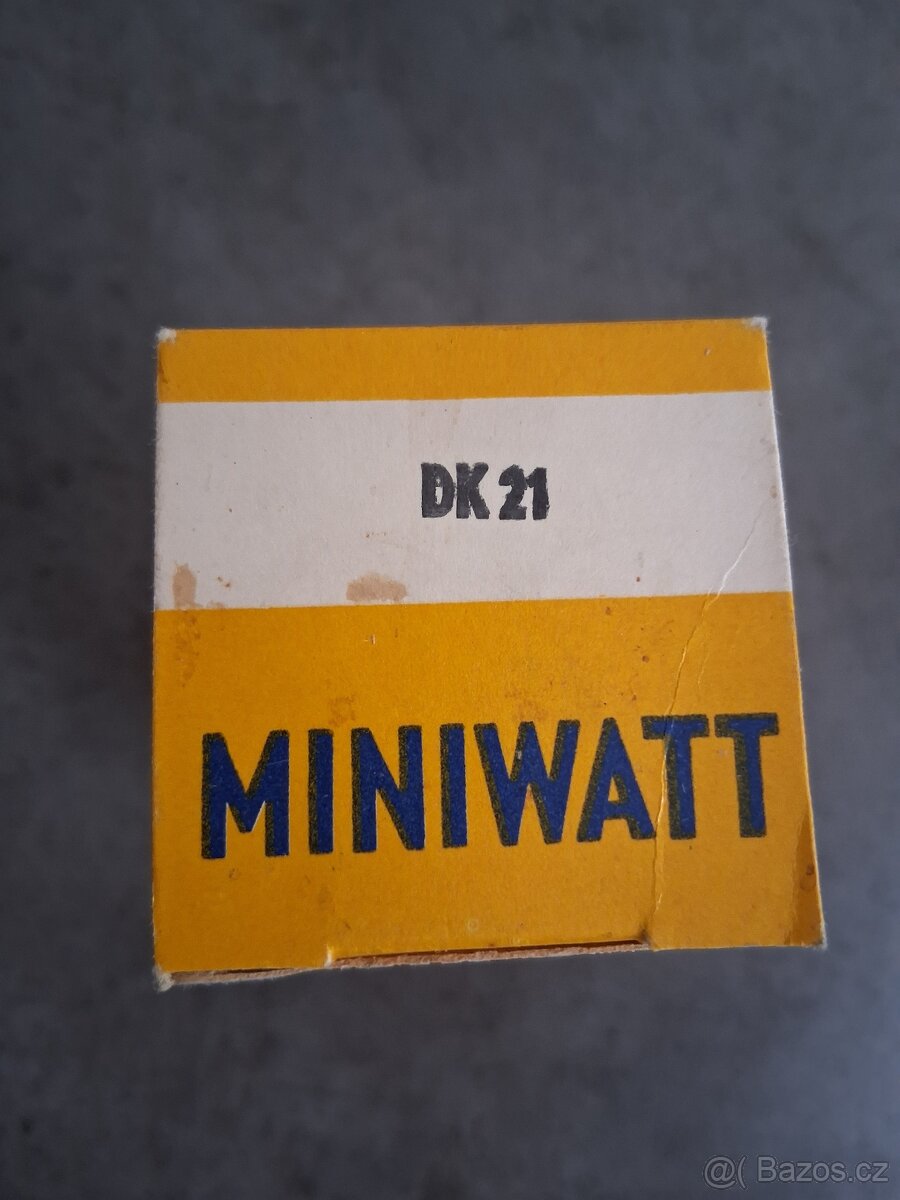 DK 21
MINIWATT
@( Bazos.cz